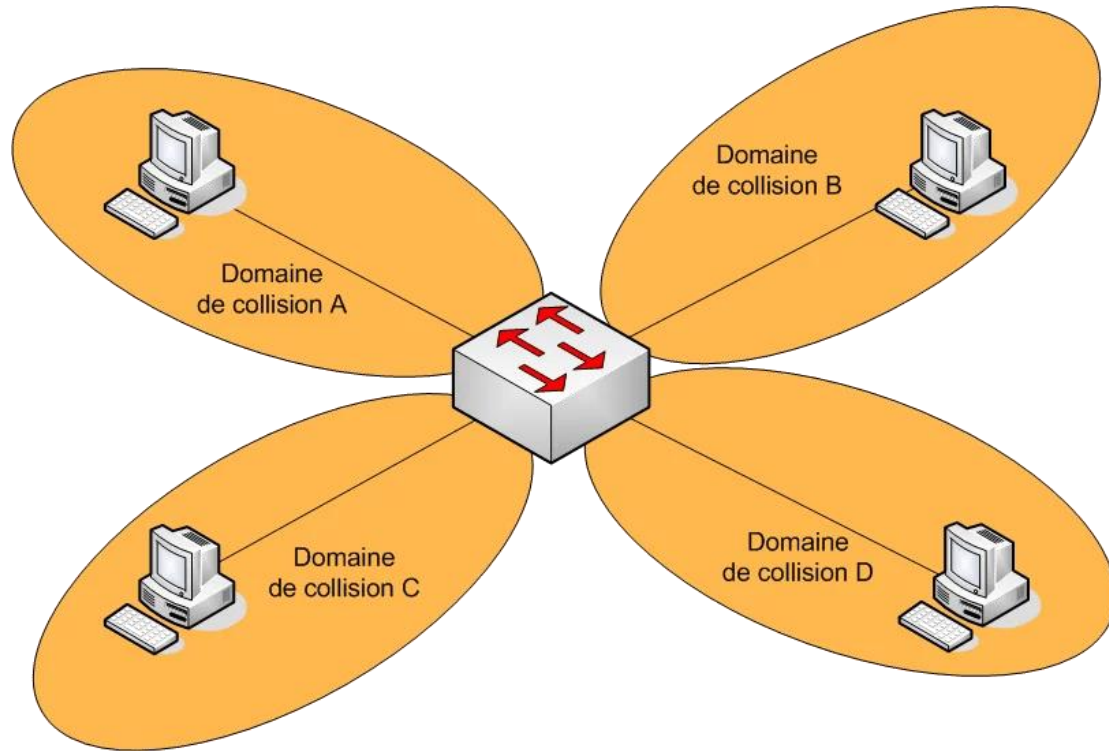 Domaine
de collision A
Domaine
de collision B
Domaine
de collision C
Domaine
de collision D